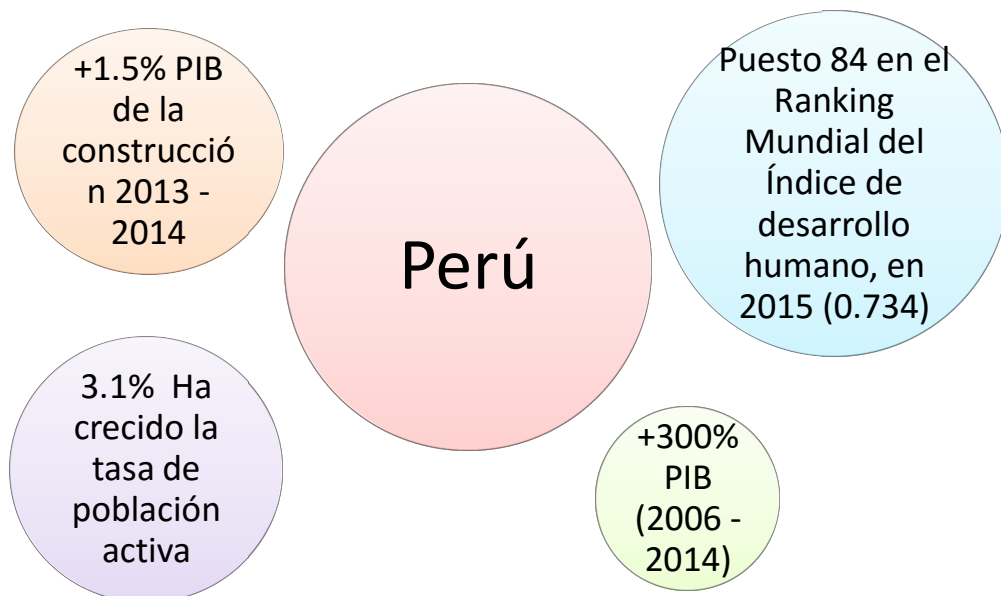 +1.5% PIB
de la
construcció
n 2013 -
2014
Perú
Puesto 84 en el
Ranking
Mundial del
Índice de
desarrollo
humano, en
2015 (0.734)
3.1% Ha
crecido la
tasa de
población
activa
+300%
PIB
(2006 -
2014)